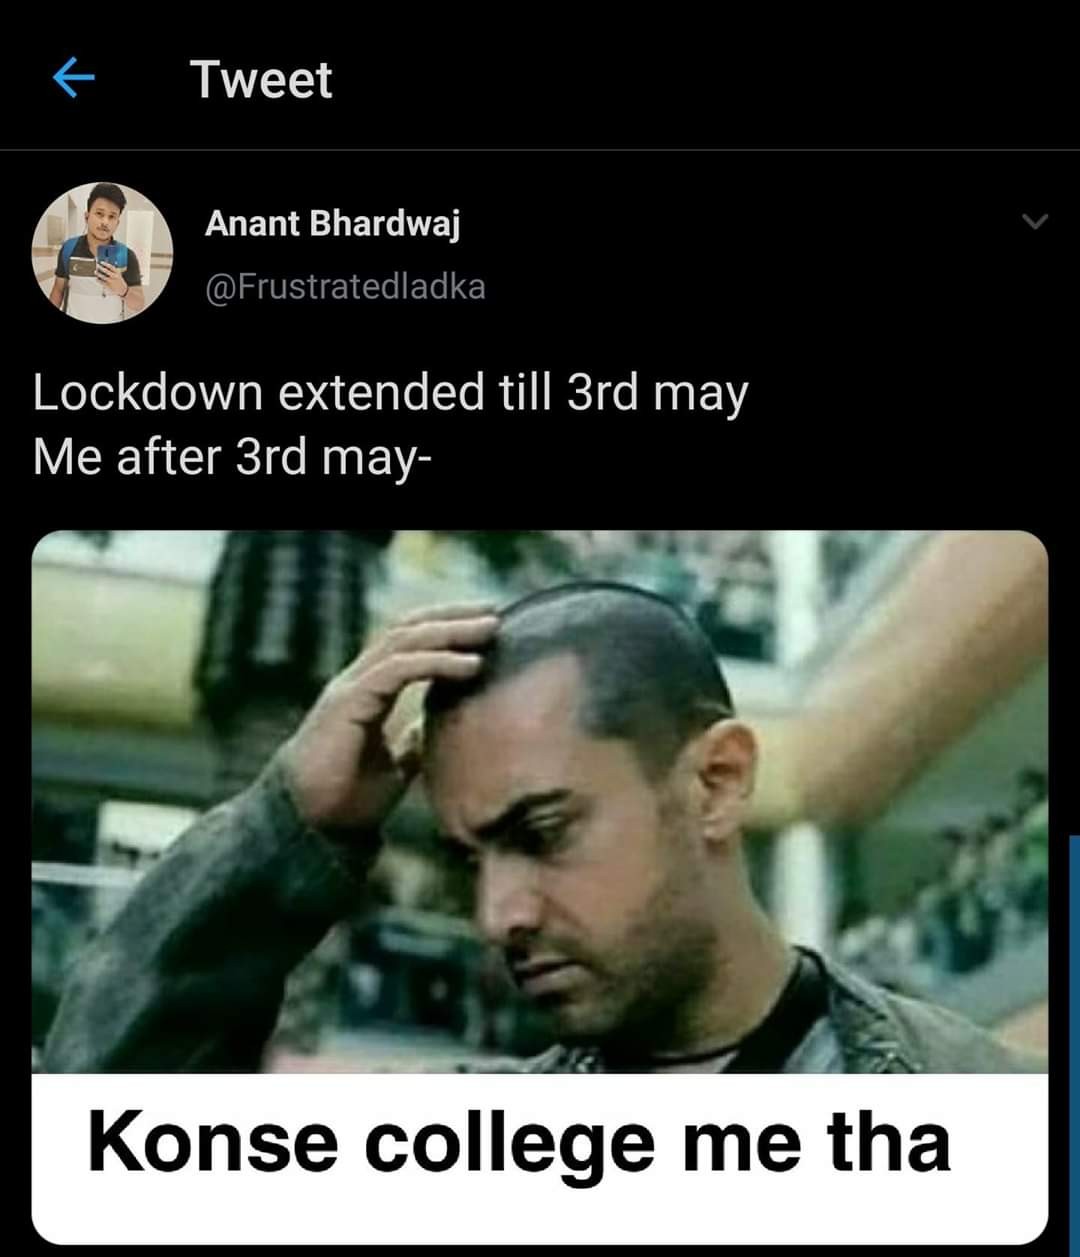 Tweet
Anant Bhardwaj
@Frustratedladka
Lockdown extended till 3rd may
Me after 3rd may-
Konse college me tha